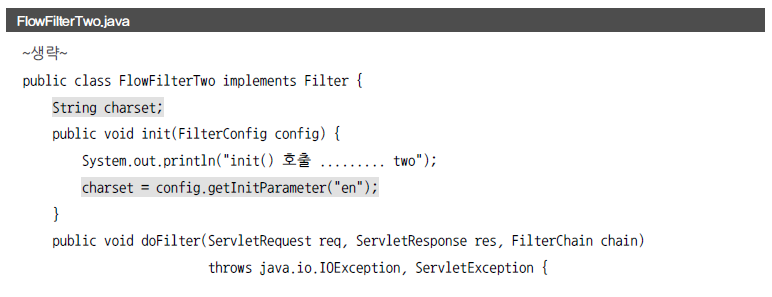 FlowFilterTwo.java
~생략~
public class FlowFilterTwo implements Filter {
String charset;
public void init(FilterConfig config) {
System.out.println("init() 호출 ......... two");
charset = config.getInitParameter("en");
}
public void doFilter(ServletRequest req, ServletResponse res, FilterChain chain)
throws java.io.IOException, ServletException {